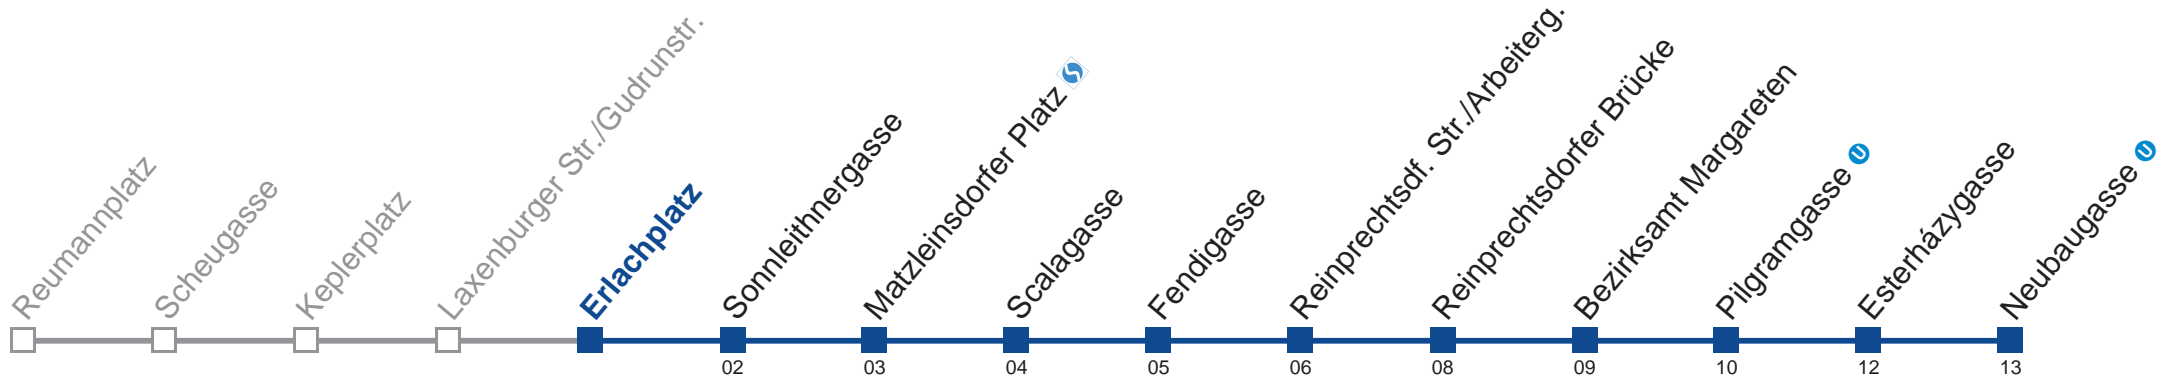 Reumannplatz
Scheugasse
Keplerplatz
Laxenburger Str./Gudrunstr.
Erlachplatz
Sonnleithnergasse
Matzleinsdorfer Platz
Scalagasse
Fendigasse
Reinprechtsdf. Str./Arbeiterg.
Reinprechtsdorfer Brücke
Bezirksamt Margareten
Pilgramgasse U
Esterházygasse
Neubaugasse U
02 03 04 05 06 08 09 10 12 13